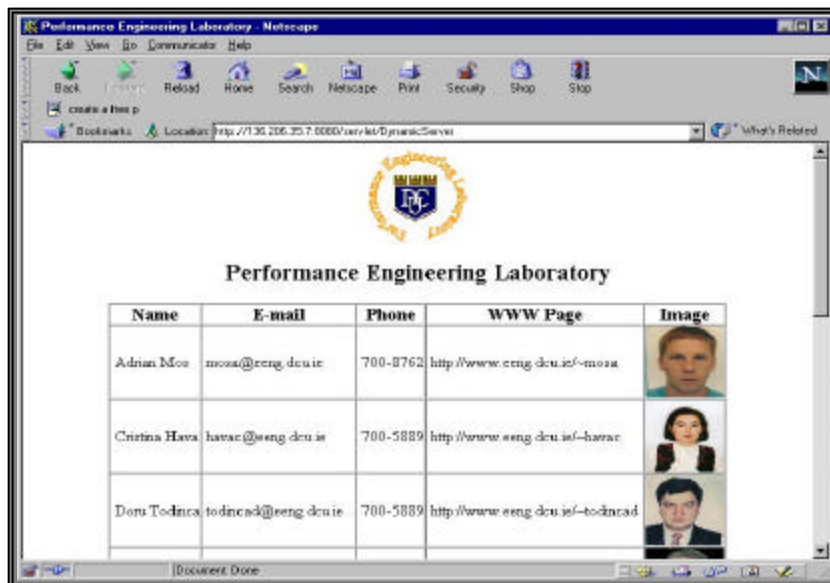 Performance Engineering Laboratory - Netscape
File Edit View Go Communicator Help
Back Reload Home Search Netscape Print Security Shop Stop
create a free p
Bookmarks Location: http://136.206.35.7:8080/servlet/DynamicServer What's Related
Performance Engineering Laboratory
DCU
Performance Engineering Laboratory
Name E-mail Phone WWW Page Image
Adrian Mos mosa@eeng.dcu.ie 700-8762 http://www.eeng.dcu.ie/~mosa
Cristina Hava havac@eeng.dcu.ie 700-5889 http://www.eeng.dcu.ie/~havac
Doru Todinca todincad@eeng.dcu.ie 700-5889 http://www.eeng.dcu.ie/~todincad
Document: Done